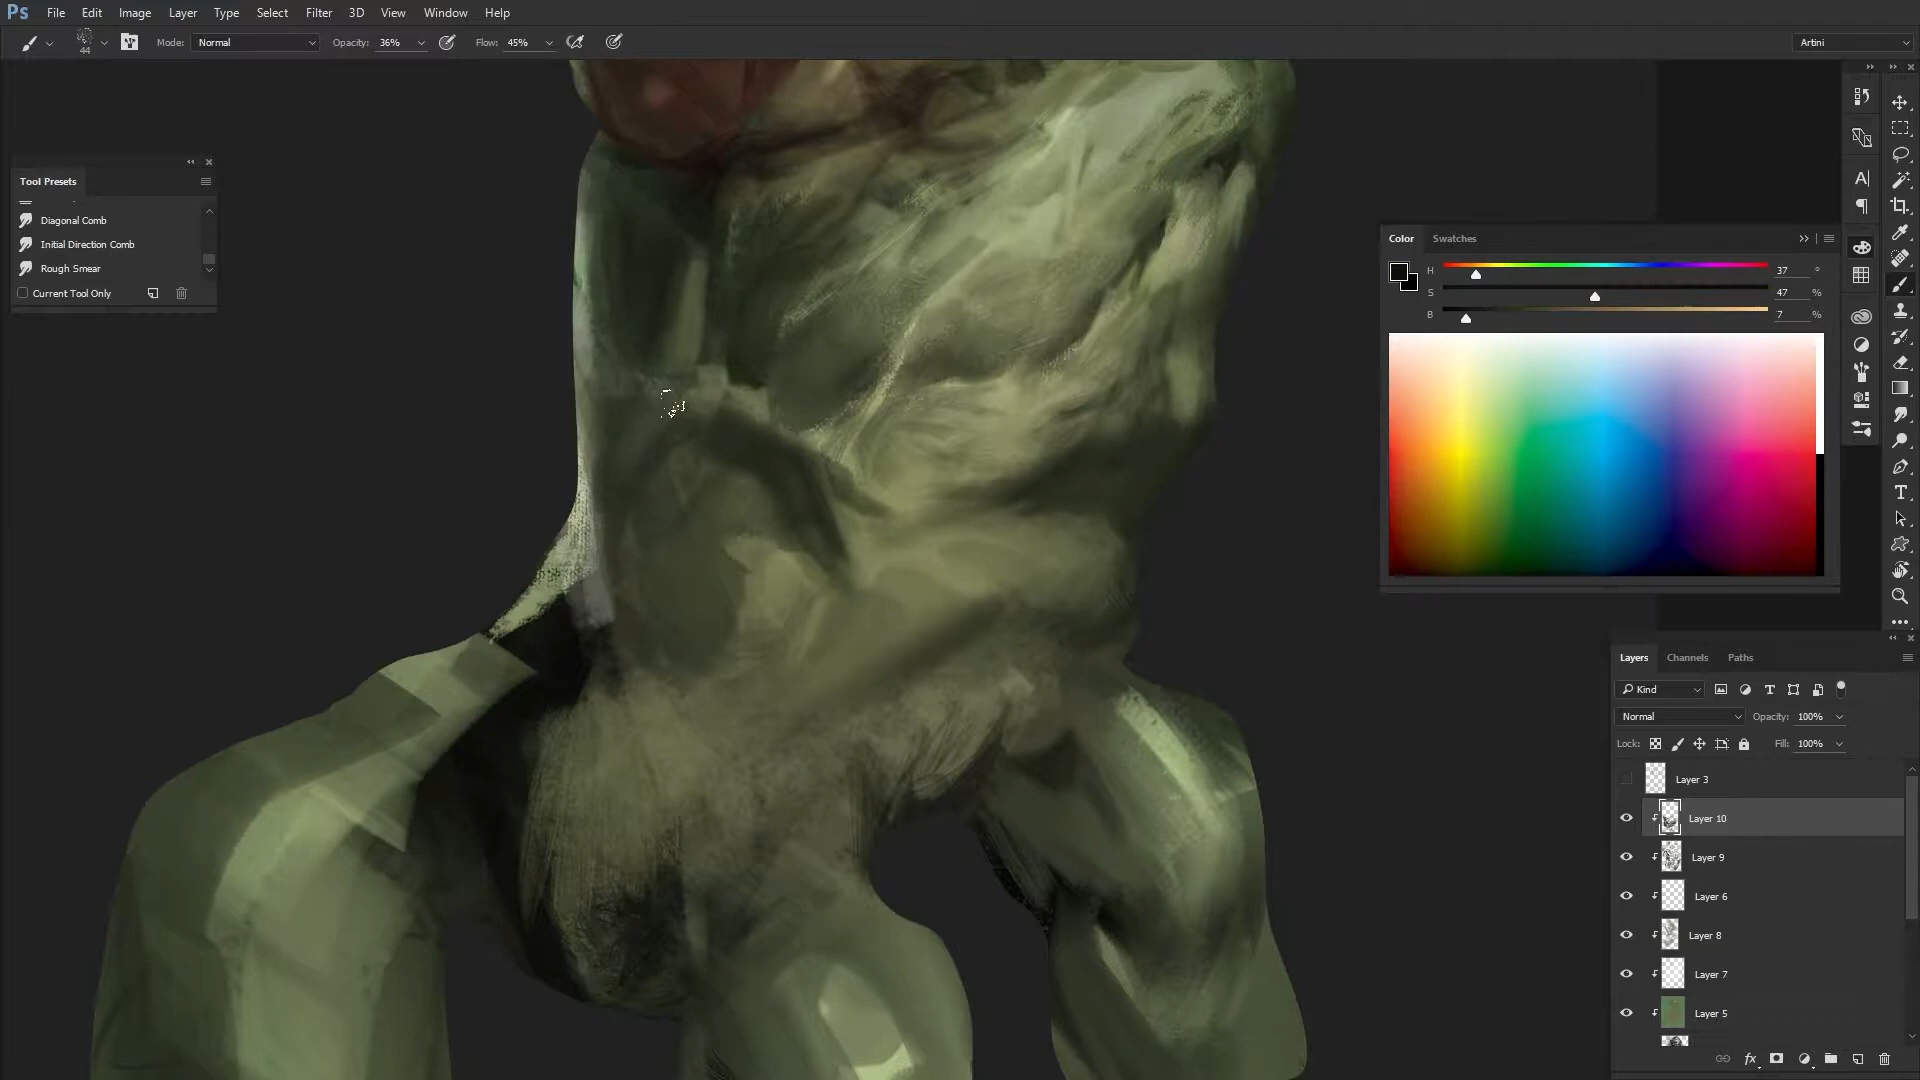 Ps File Edit Image Layer Type Select Filter 3D View Window Help
44 Mode: Normal Opacity: 36% Flow: 45% Artini
Tool Presets
Diagonal Comb
Initial Direction Comb
Rough Smear
Current Tool Only
Color Swatches
H 37 °
S 47 %
B 7 %
Layers Channels Paths
Kind
Normal Opacity: 100%
Lock: Fill: 100%
Layer 3
Layer 10
Layer 9
Layer 6
Layer 8
Layer 7
Layer 5
fx